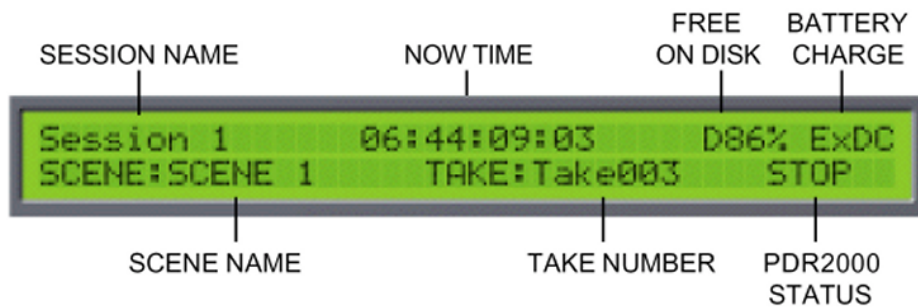 FREE BATTERY
SESSION NAME NOW TIME ON DISK CHARGE
Session 1 06:44:09:03 D86% ExDC
SCENE:SCENE 1 TAKE:Take003 STOP
SCENE NAME TAKE NUMBER PDR2000
STATUS